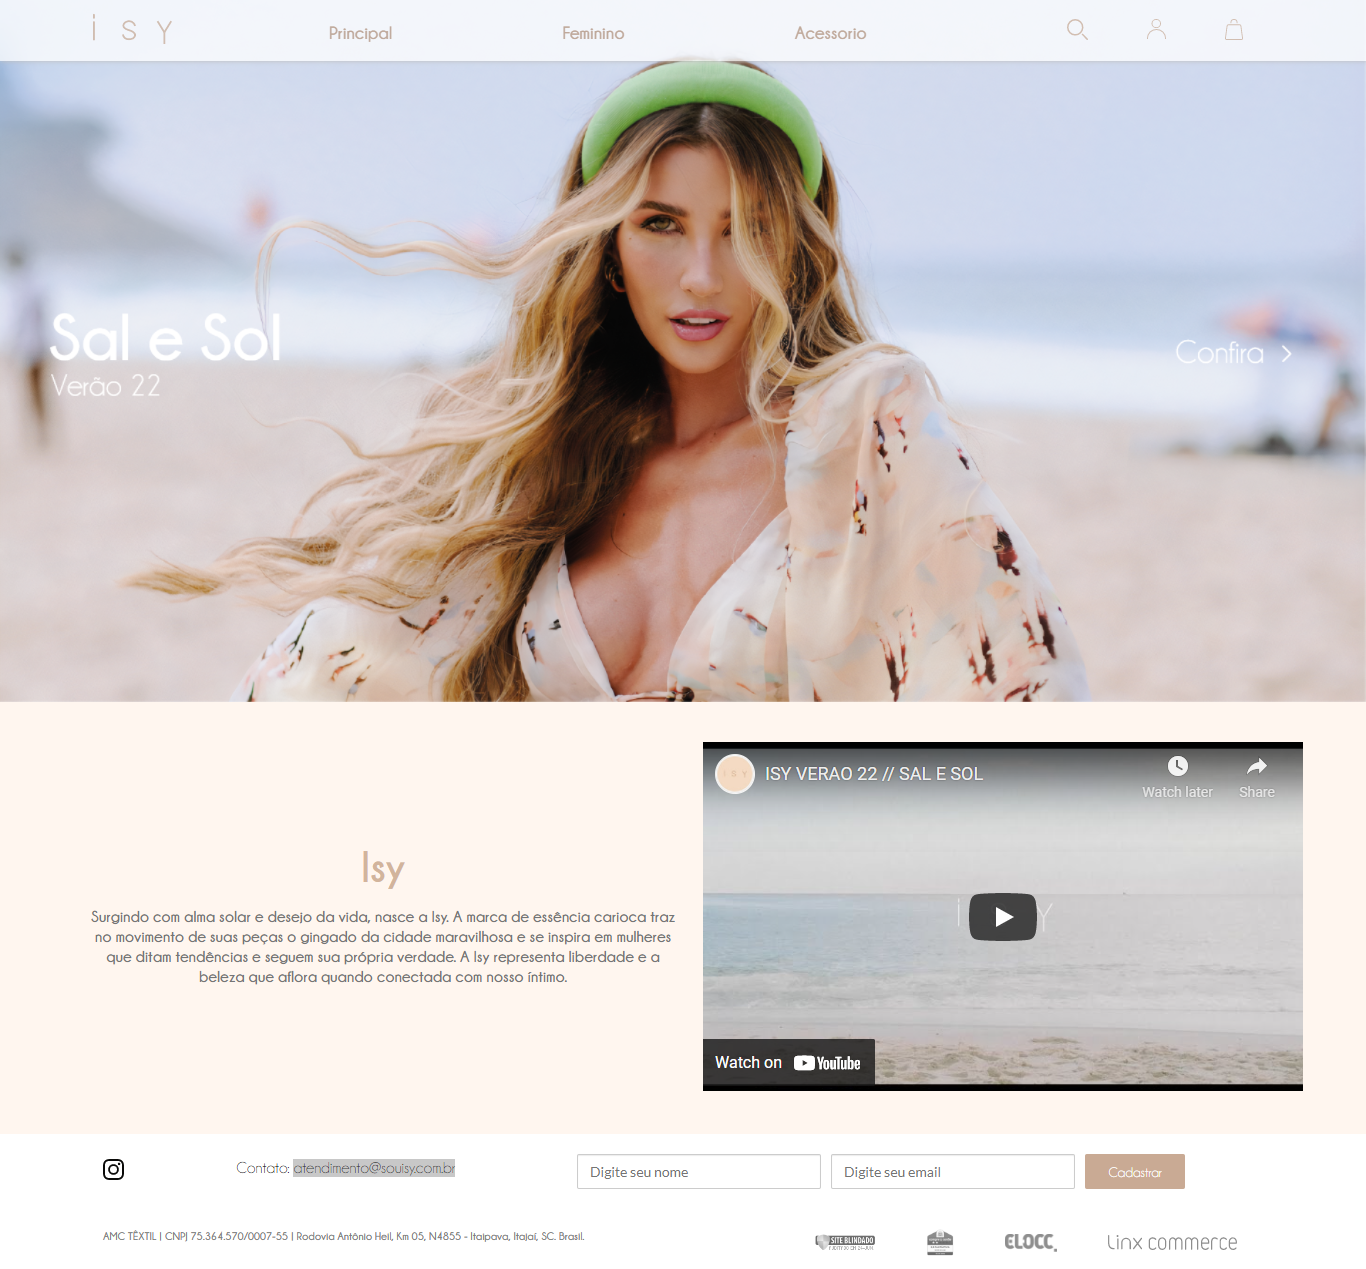 ISY
Principal
Feminino
Acessorio
Sal e Sol
Verão 22
Confira
ISY
ISY VERAO 22 // SAL E SOL
Watch later
Share
Watch on YouTube
Isy
Surgindo com alma solar e desejo da vida, nasce a Isy. A marca de essência carioca traz
no movimento de suas peças o gingado da cidade maravilhosa e se inspira em mulheres
que ditam tendências e seguem sua própria verdade. A Isy representa liberdade e a
beleza que aflora quando conectada com nosso íntimo.
Contato: atendimento@souisy.com.br
Digite seu nome
Digite seu email
Cadastrar
AMC TÊXTIL | CNPJ 75.364.570/0007-55 | Rodovia Antônio Heil, Km 05, N4855 - Itaipava, Itajaí, SC. Brasil.
SITE BLINDADO
ELOCC.
Linx commerce